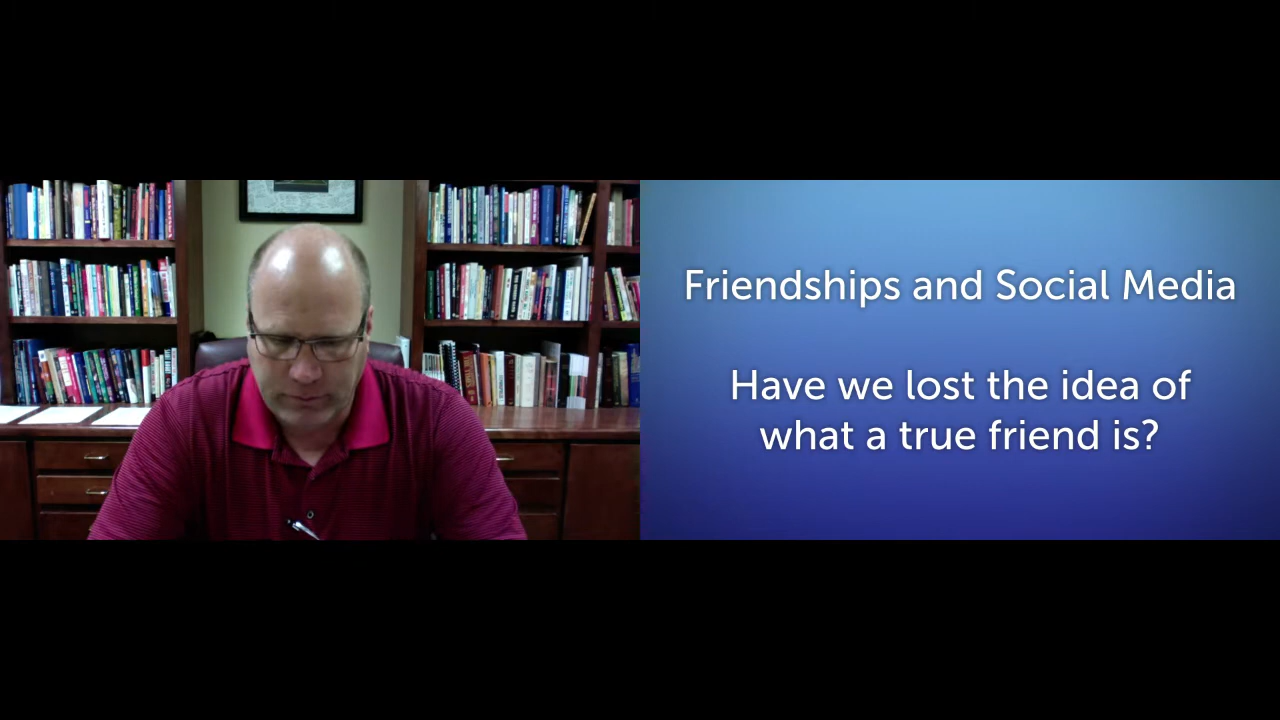 Friendships and Social Media
Have we lost the idea of
what a true friend is?